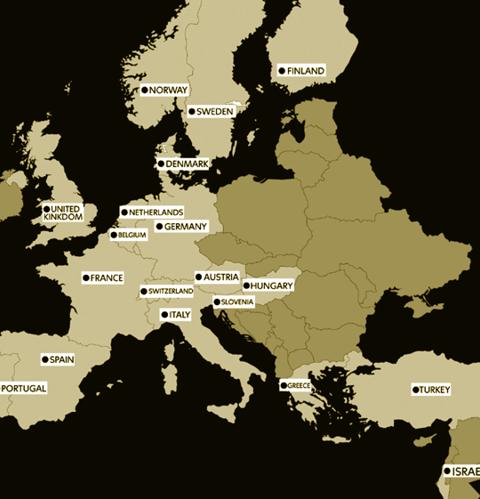 FINLAND
NORWAY
SWEDEN
DENMARK
UNITED
KINKDOM
NETHERLANDS
BELGIUM
GERMANY
FRANCE
AUSTRIA
HUNGARY
SWITZERLAND
SLOVENIA
ITALY
SPAIN
PORTUGAL
GREECE
TURKEY
ISRAE